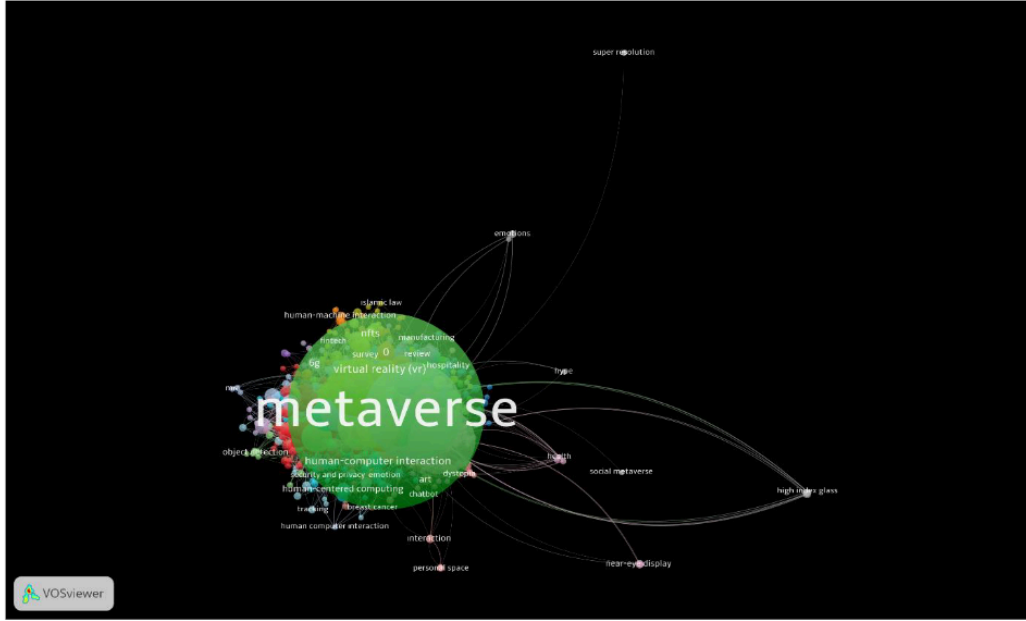 super resolution
emotions
islamic law
human-machine interaction
nfts
fintech
manufacturing
survey
()
review
6g
virtual reality (vr)
hospitality
hype
metaverse
object detection
human-computer interaction
health
security and privacy
emotion
dystopia
social metaverse
art
human-centered computing
chatbot
high index glass
tracking
breast cancer
human computer interaction
interaction
near-eye display
personal space
VOSviewer